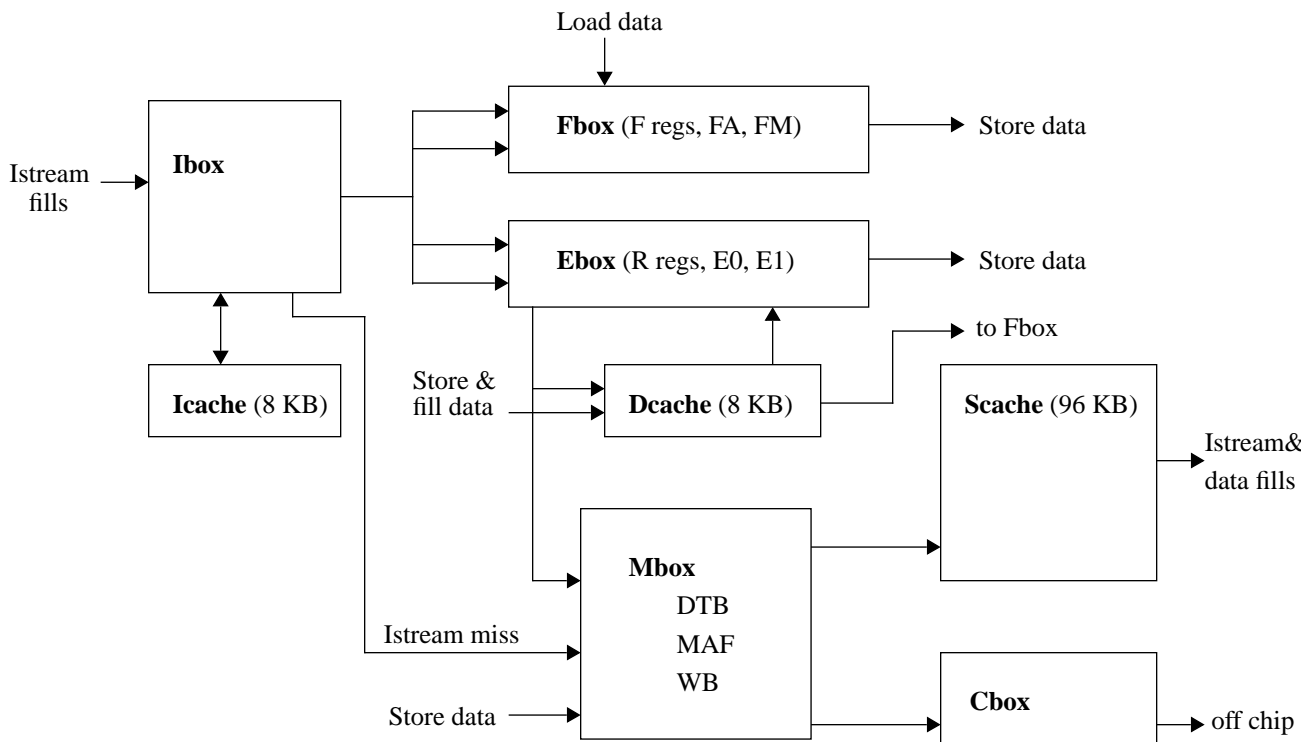 Load data
Fbox (F regs, FA, FM)
Store data
Ibox
Istream
fills
Ebox (R regs, E0, E1)
Store data
to Fbox
Icache (8 KB)
Store &
fill data
Dcache (8 KB)
Scache (96 KB)
Istream&
data fills
Mbox
DTB
MAF
WB
Istream miss
Store data
Cbox
off chip